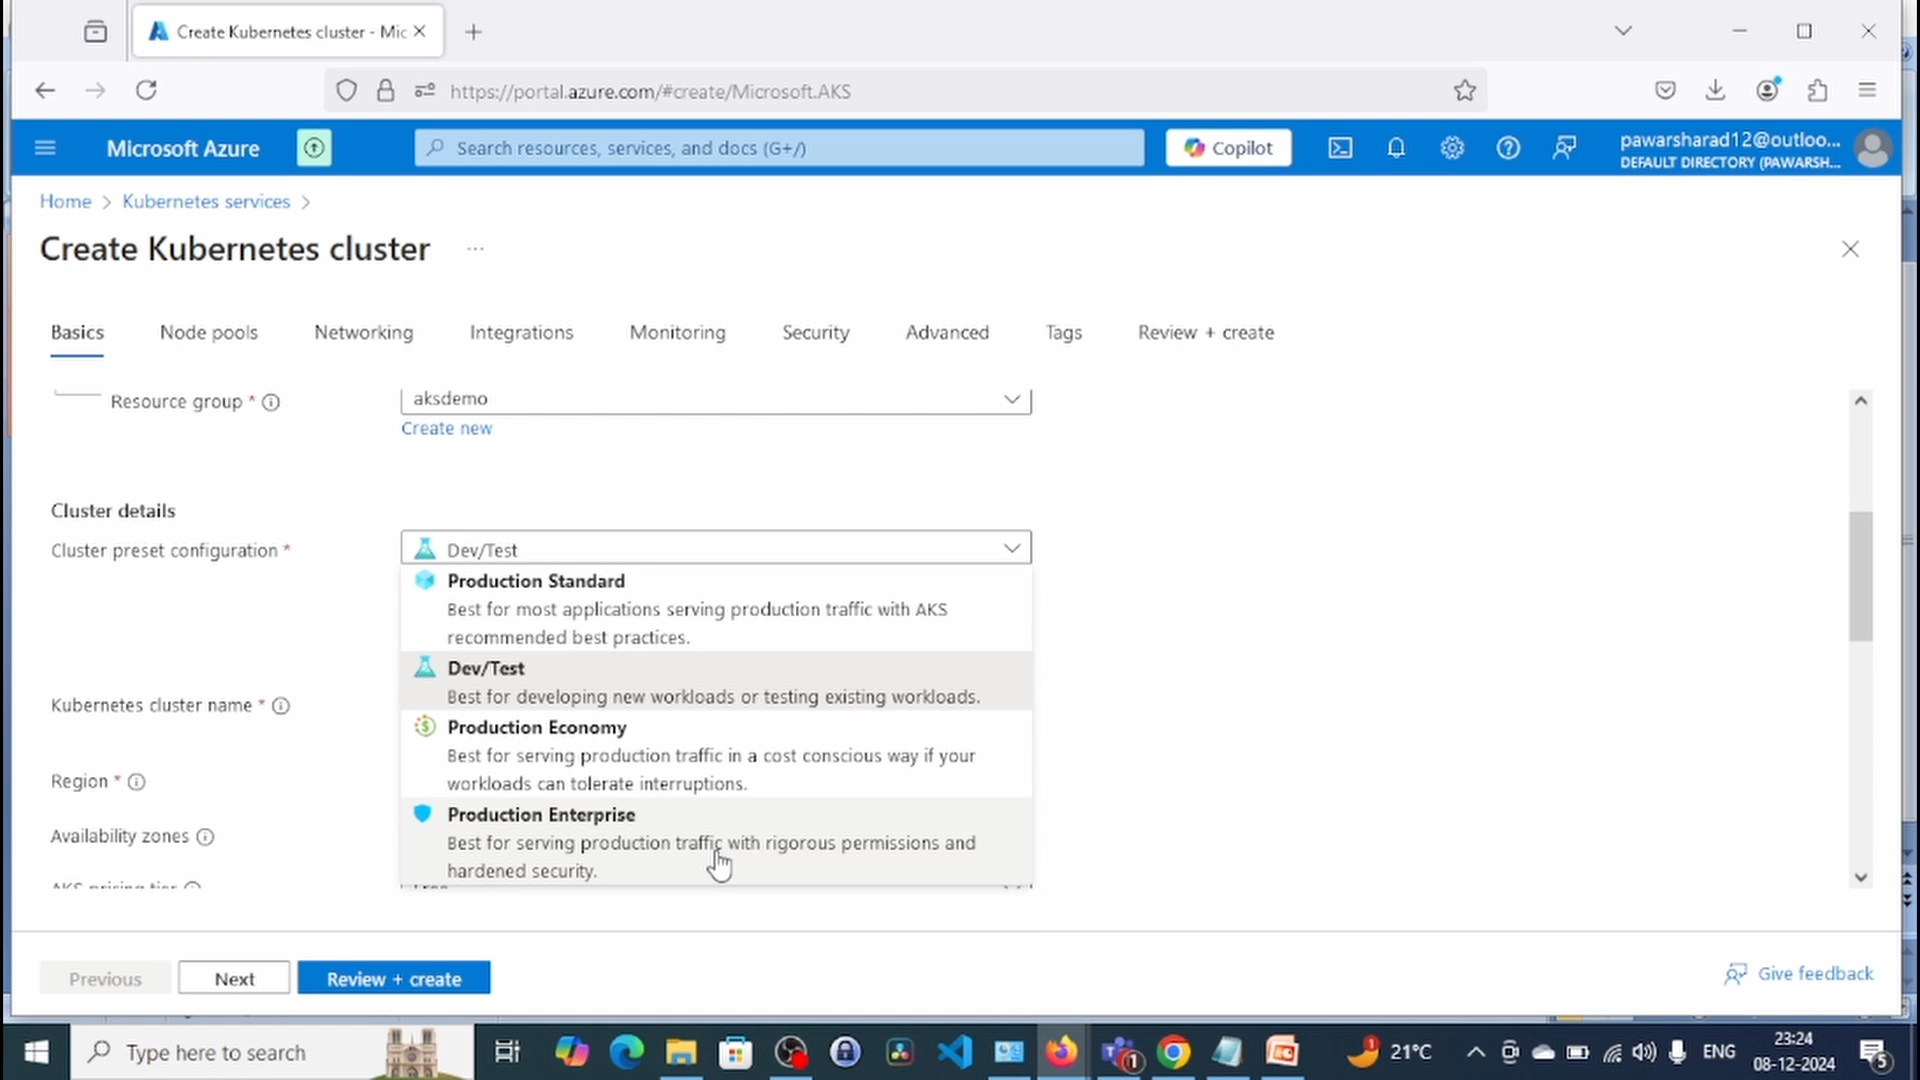 Create Kubernetes cluster - Mic
https://portal.azure.com/#create/Microsoft.AKS
Microsoft Azure
Search resources, services, and docs (G+/)
Copilot
pawarsharad12@outloo...
DEFAULT DIRECTORY (PAWARSH...
Home > Kubernetes services >
Create Kubernetes cluster ...
Basics Node pools Networking Integrations Monitoring Security Advanced Tags Review + create
Resource group * aksdemo
Create new
Cluster details
Cluster preset configuration * Dev/Test
Production Standard
Best for most applications serving production traffic with AKS
recommended best practices.
Dev/Test
Best for developing new workloads or testing existing workloads.
Kubernetes cluster name *
Production Economy
Best for serving production traffic in a cost conscious way if your
workloads can tolerate interruptions.
Region *
Production Enterprise
Best for serving production traffic with rigorous permissions and
hardened security.
Availability zones
AKS pricing tier
Previous Next Review + create Give feedback
Type here to search
1
21°C
ENG
23:24
08-12-2024
5